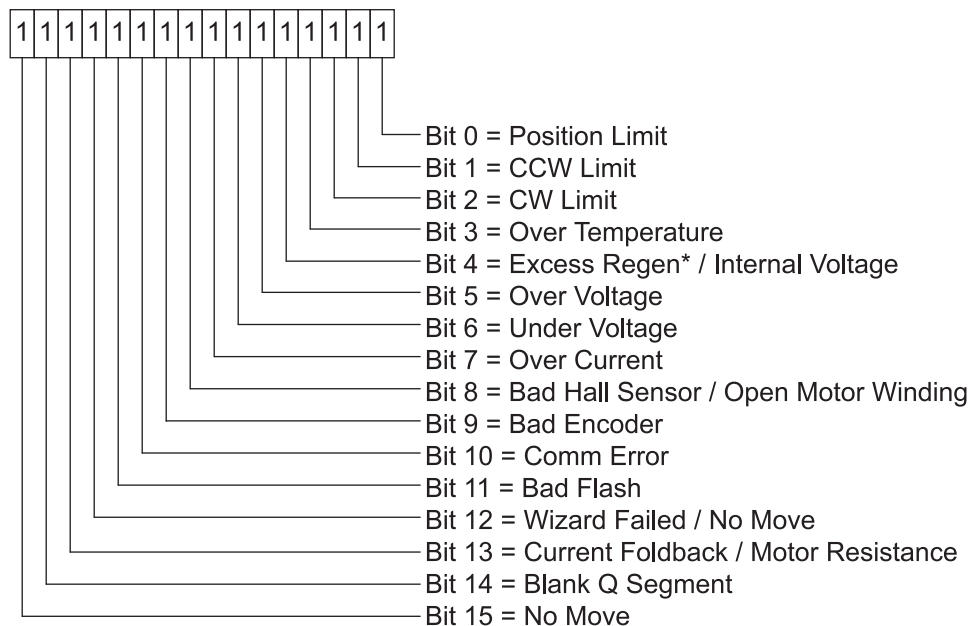 1 1 1 1 1 1 1 1 1 1 1 1 1 1 1 1
Bit 0 = Position Limit
Bit 1 = CCW Limit
Bit 2 = CW Limit
Bit 3 = Over Temperature
Bit 4 = Excess Regen* / Internal Voltage
Bit 5 = Over Voltage
Bit 6 = Under Voltage
Bit 7 = Over Current
Bit 8 = Bad Hall Sensor / Open Motor Winding
Bit 9 = Bad Encoder
Bit 10 = Comm Error
Bit 11 = Bad Flash
Bit 12 = Wizard Failed / No Move
Bit 13 = Current Foldback / Motor Resistance
Bit 14 = Blank Q Segment
Bit 15 = No Move